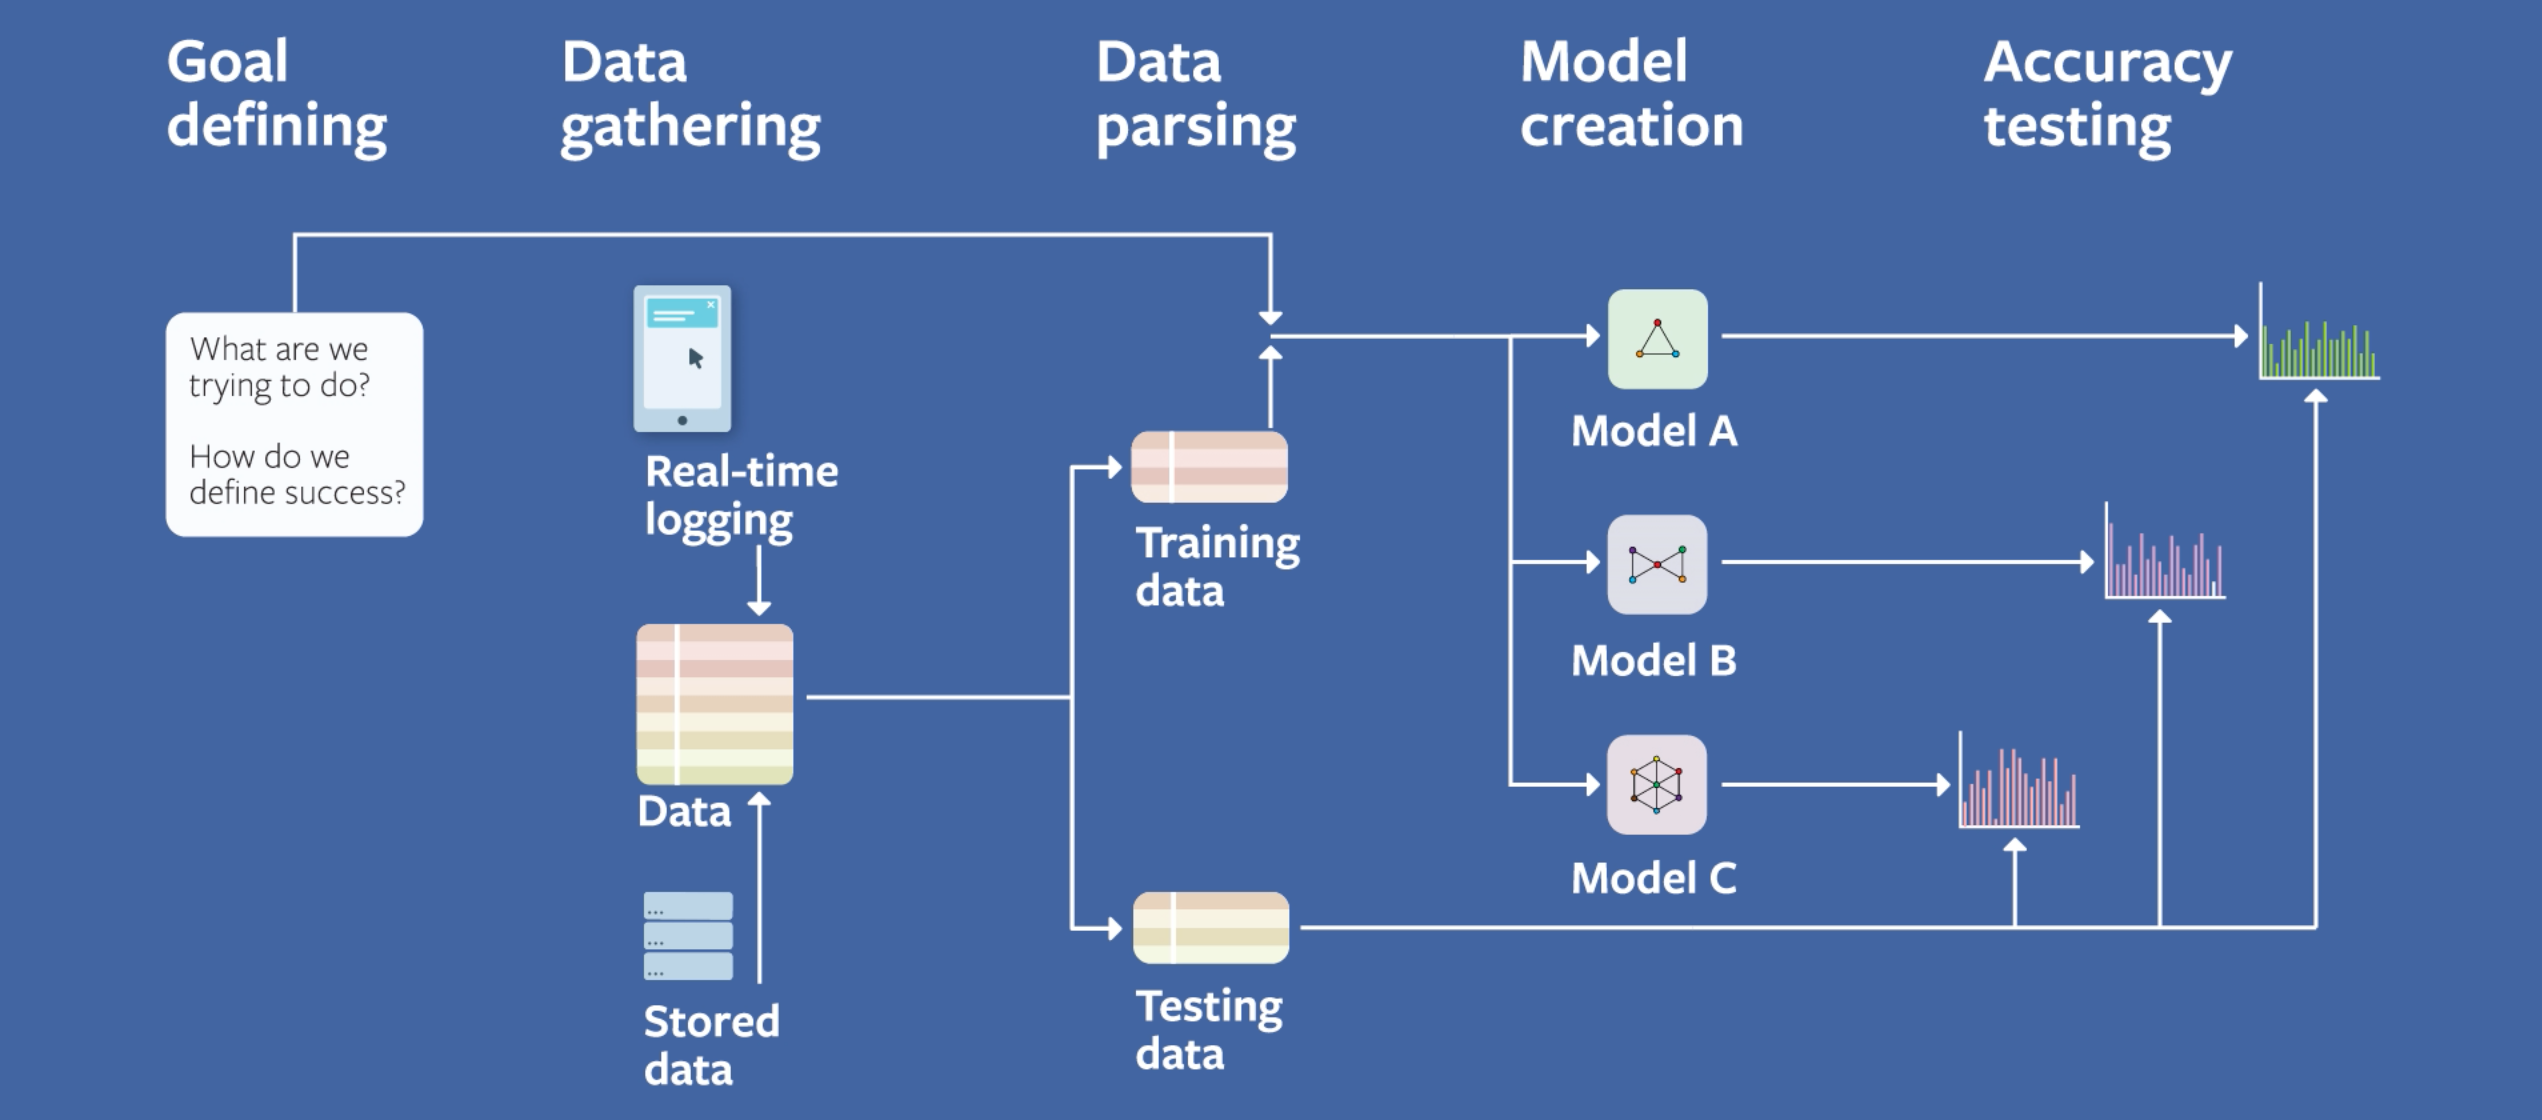 Goal
defining
Data
gathering
Data
parsing
Model
creation
Accuracy
testing
What are we
trying to do?
How do we
define success?
Real-time
logging
Data
Stored
data
Training
data
Testing
data
Model A
Model B
Model C